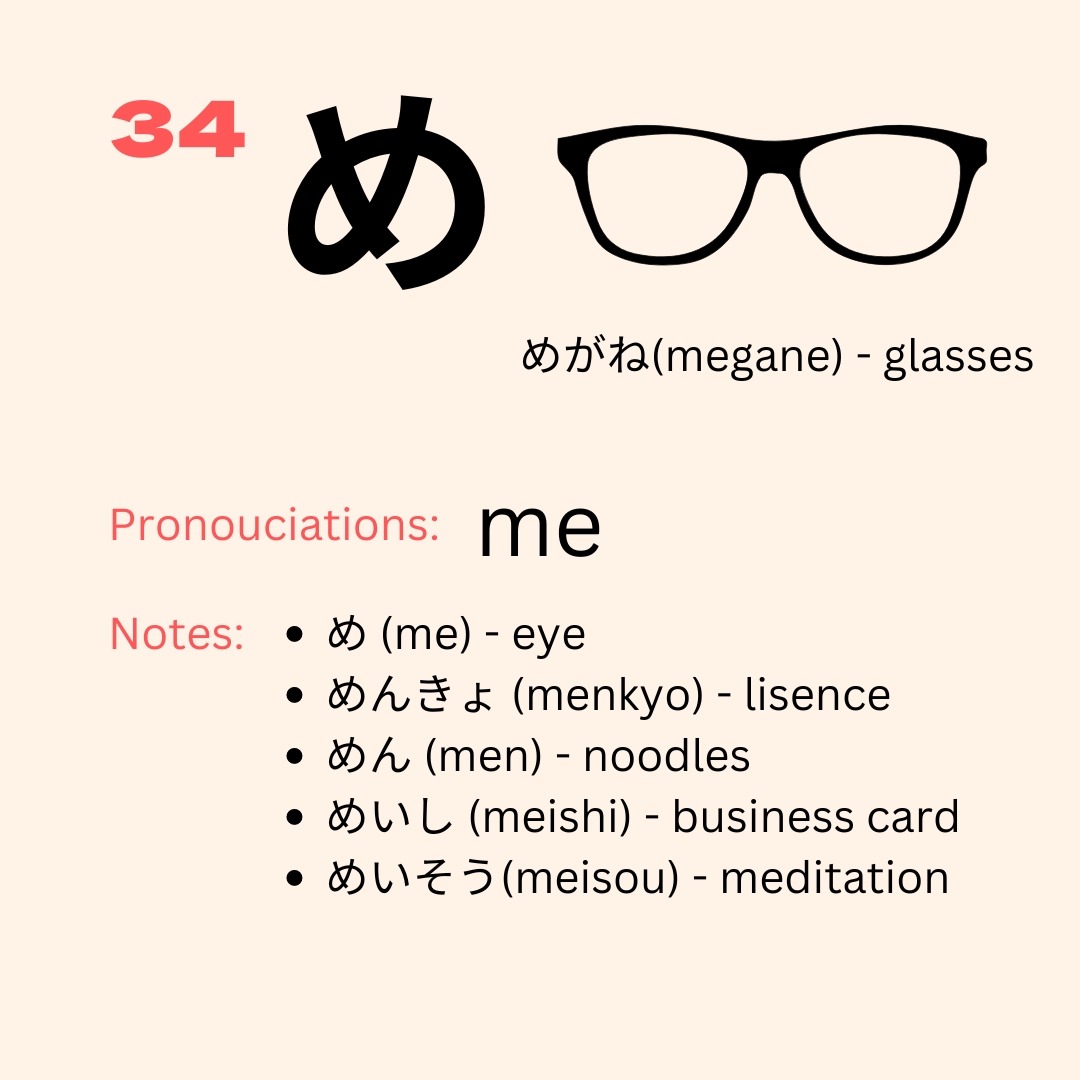 34 め
めがね(megane) - glasses
Pronouciations: me
Notes:
• め (me) - eye
• めんきょ (menkyo) - lisence
• めん (men) - noodles
• めいし (meishi) - business card
• めいそう(meisou) - meditation